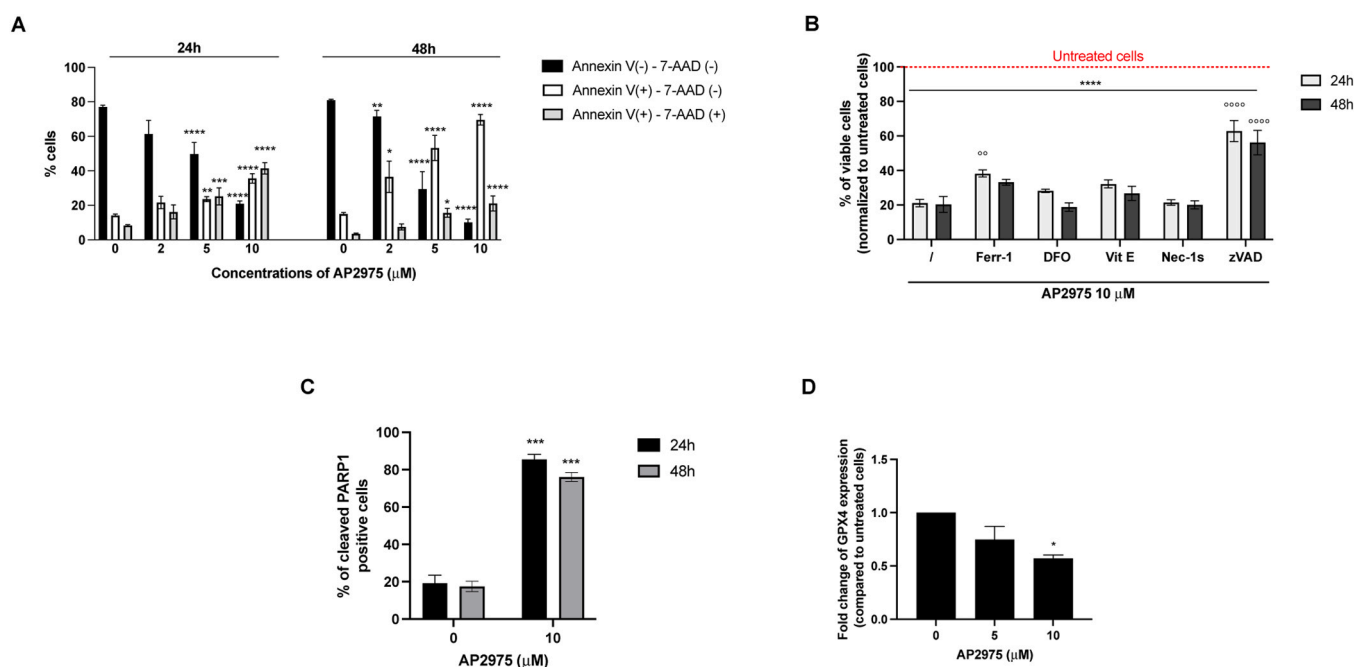 A
24h
48h
Annexin V(-) - 7-AAD (-)
Annexin V(+) - 7-AAD (-)
Annexin V(+) - 7-AAD (+)
% cells
100
80
60
40
20
0
**** ** *** **** **** ****
** * **** **** * **** **** ****
0 2 5 10 0 2 5 10
Concentrations of AP2975 (μM)
B
Untreated cells
24h
48h
% of viable cells
(normalized to untreated cells)
100
80
60
40
20
0
****
°°
°°°° °°°°
/ Ferr-1 DFO Vit E Nec-1s zVAD
AP2975 10 μM
C
24h
48h
% of cleaved PARP1
positive cells
100
80
60
40
20
0
*** ***
0 10
AP2975 (μM)
D
Fold change of GPX4 expression
(compared to untreated cells)
1.5
1.0
0.5
0.0
*
0 5 10
AP2975 (μM)